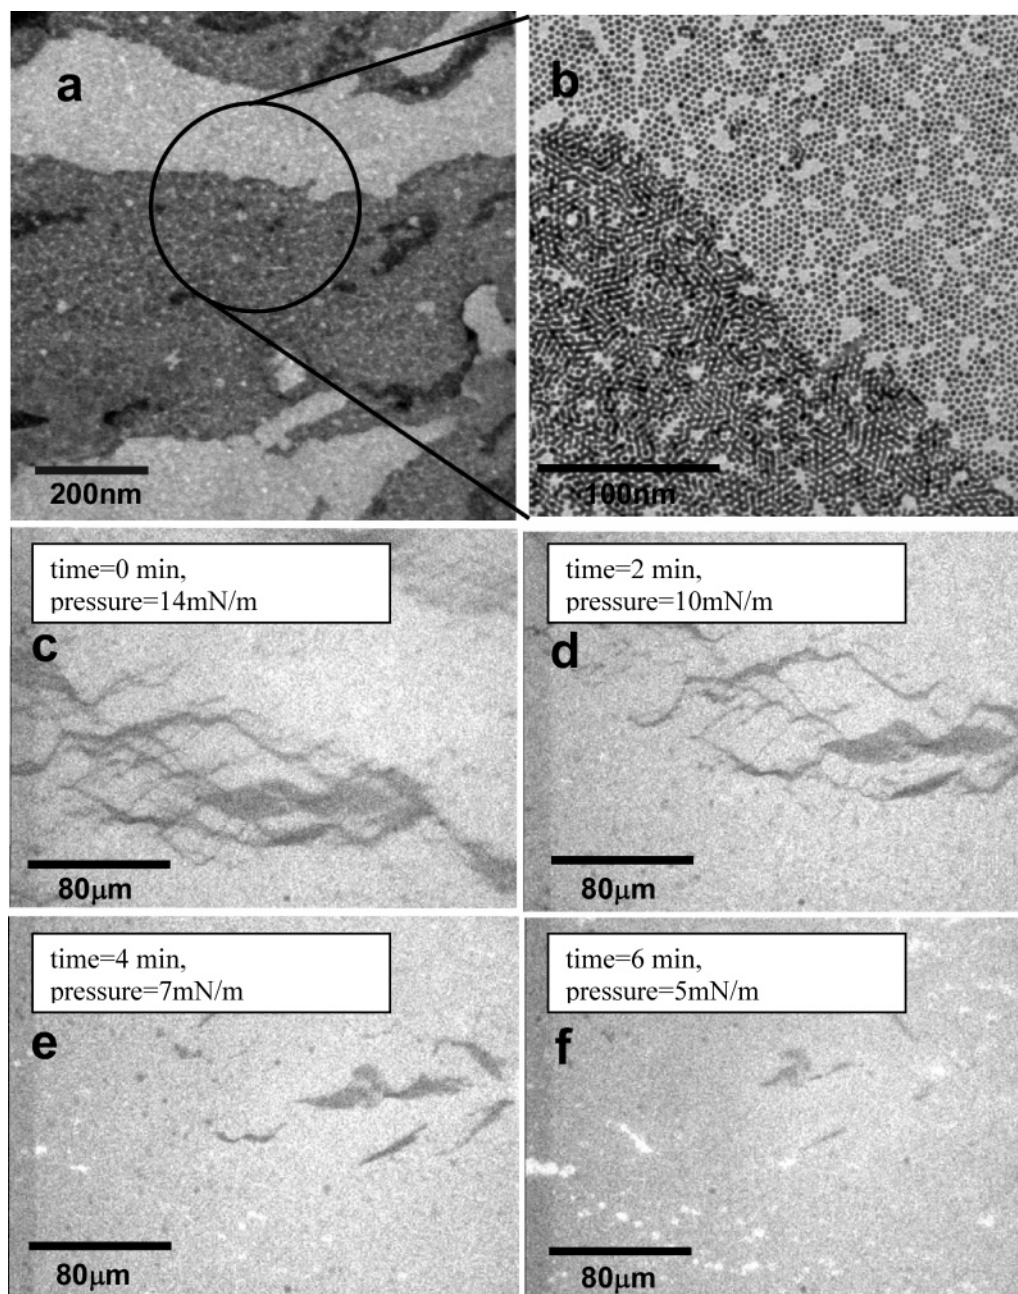 a
b
200nm
100nm
time=0 min,
pressure=14mN/m
c
time=2 min,
pressure=10mN/m
d
80μm
80μm
time=4 min,
pressure=7mN/m
e
time=6 min,
pressure=5mN/m
f
80μm
80μm